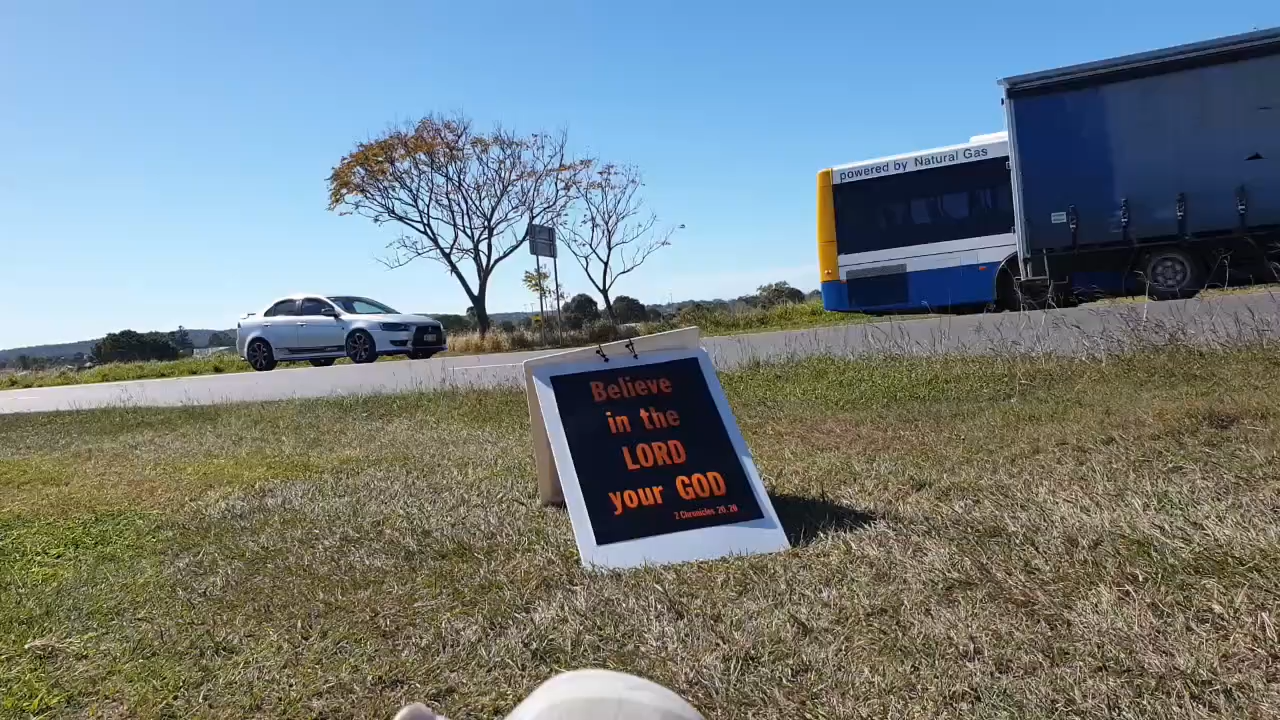 powered by Natural Gas
Believe
in the
LORD
your GOD
2 Chronicles 20. 20